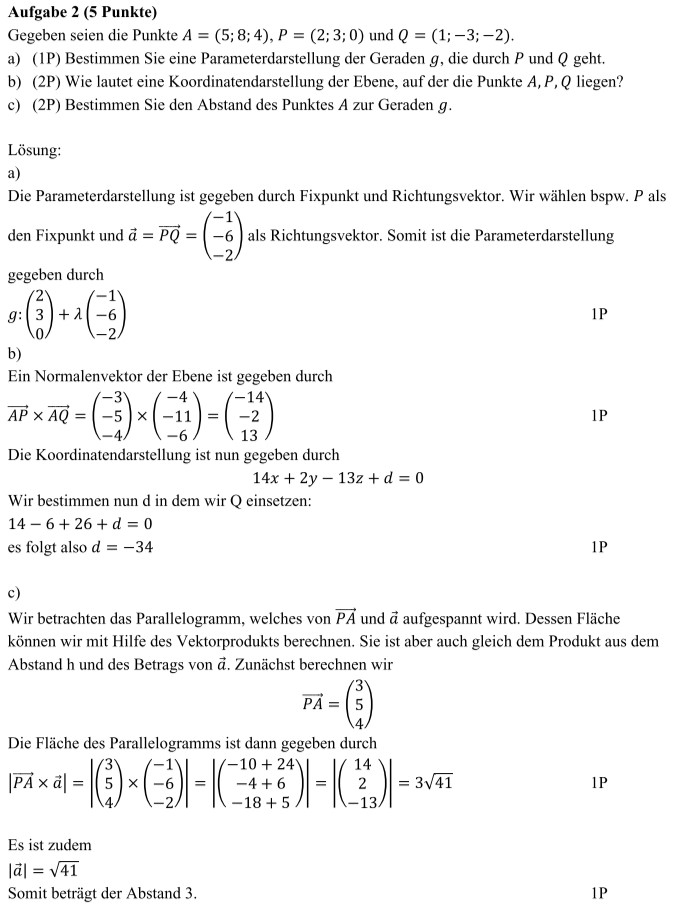 Aufgabe 2 (5 Punkte)
Gegeben seien die Punkte A = (5; 8; 4), P = (2; 3; 0) und Q = (1; −3; −2).
a) (1P) Bestimmen Sie eine Parameterdarstellung der Geraden g, die durch P und Q geht.
b) (2P) Wie lautet eine Koordinatendarstellung der Ebene, auf der die Punkte A, P, Q liegen?
c) (2P) Bestimmen Sie den Abstand des Punktes A zur Geraden g.
Lösung:
a)
Die Parameterdarstellung ist gegeben durch Fixpunkt und Richtungsvektor. Wir wählen bspw. P als
den Fixpunkt und \vec{a} = \overrightarrow{PQ} = \begin{pmatrix} -1 \\ -6 \\ -2 \end{pmatrix} als Richtungsvektor. Somit ist die Parameterdarstellung
gegeben durch
g: \begin{pmatrix} 2 \\ 3 \\ 0 \end{pmatrix} + λ \begin{pmatrix} -1 \\ -6 \\ -2 \end{pmatrix} 1P
b)
Ein Normalenvektor der Ebene ist gegeben durch
\overrightarrow{AP} × \overrightarrow{AQ} = \begin{pmatrix} -3 \\ -5 \\ -4 \end{pmatrix} × \begin{pmatrix} -4 \\ -11 \\ -6 \end{pmatrix} = \begin{pmatrix} -14 \\ -2 \\ 13 \end{pmatrix} 1P
Die Koordinatendarstellung ist nun gegeben durch
14x + 2y − 13z + d = 0
Wir bestimmen nun d in dem wir Q einsetzen:
14 − 6 + 26 + d = 0
es folgt also d = −34 1P
c)
Wir betrachten das Parallelogramm, welches von \overrightarrow{PA} und \vec{a} aufgespannt wird. Dessen Fläche
können wir mit Hilfe des Vektorprodukts berechnen. Sie ist aber auch gleich dem Produkt aus dem
Abstand h und des Betrags von \vec{a}. Zunächst berechnen wir
\overrightarrow{PA} = \begin{pmatrix} 3 \\ 5 \\ 4 \end{pmatrix}
Die Fläche des Parallelogramms ist dann gegeben durch
|\overrightarrow{PA} × \vec{a}| = |\begin{pmatrix} 3 \\ 5 \\ 4 \end{pmatrix} × \begin{pmatrix} -1 \\ -6 \\ -2 \end{pmatrix}| = |\begin{pmatrix} -10 + 24 \\ -4 + 6 \\ -18 + 5 \end{pmatrix}| = |\begin{pmatrix} 14 \\ 2 \\ -13 \end{pmatrix}| = 3√41 1P
Es ist zudem
|\vec{a}| = √41
Somit beträgt der Abstand 3. 1P